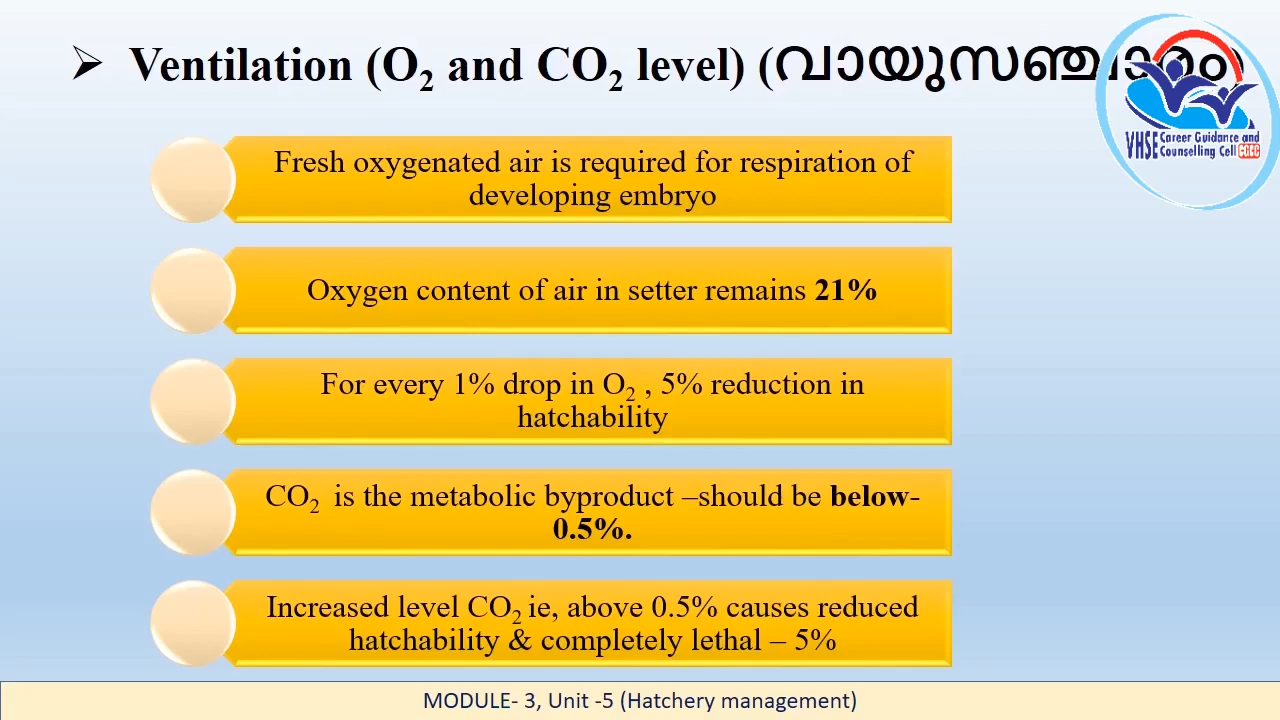 ➢ Ventilation (O₂ and CO₂ level) (വായുസഞ്ചാരം)
VHSE Career Guidance and
Counselling Cell CGCC
Fresh oxygenated air is required for respiration of
developing embryo
Oxygen content of air in setter remains 21%
For every 1% drop in O₂ , 5% reduction in
hatchability
CO₂ is the metabolic byproduct –should be below-
0.5%.
Increased level CO₂ ie, above 0.5% causes reduced
hatchability & completely lethal – 5%
MODULE- 3, Unit -5 (Hatchery management)